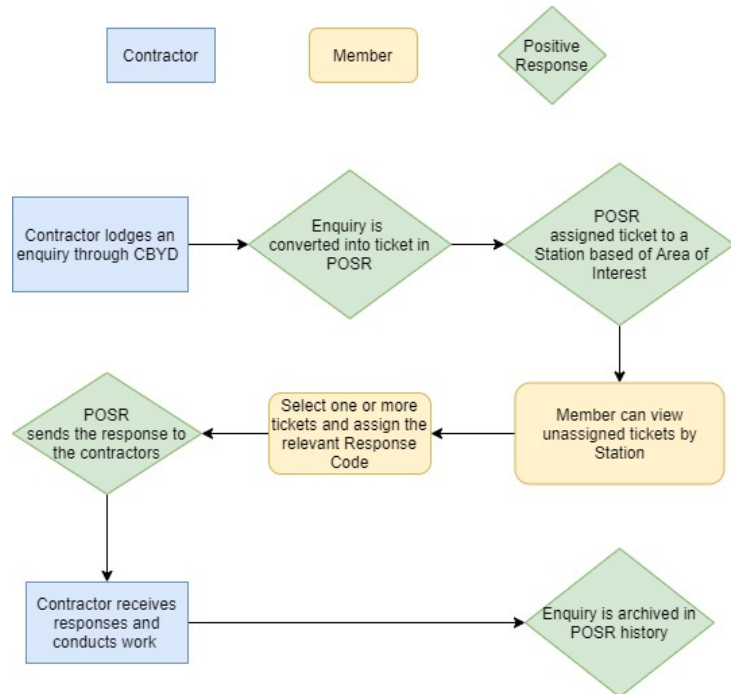 Contractor
Member
Positive
Response
Contractor lodges an
enquiry through CBYD
Enquiry is
converted into ticket in
POSR
POSR
assigned ticket to a
Station based of Area of
Interest
Member can view
unassigned tickets by
Station
Select one or more
tickets and assign the
relevant Response
Code
POSR
sends the response to
the contractors
Contractor receives
responses and
conducts work
Enquiry is archived in
POSR history